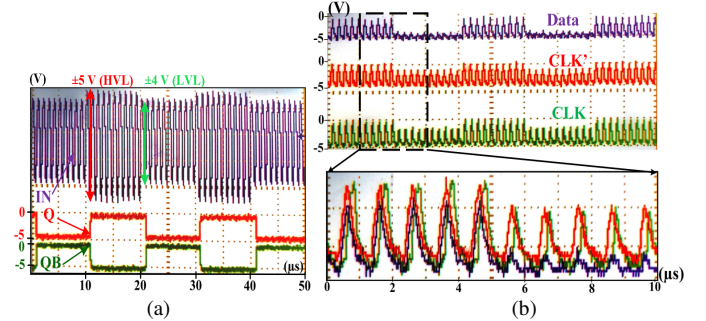 (V)
±5 V (HVL)
±4 V (LVL)
IN
0
Q
-5
0
QB
-5
0 10 20 30 40 50
(µs)
(a)
(V)
0
Data
-5
0
CLK'
-5
0
CLK
-5
0 2 4 6 8 10
(µs)
(b)